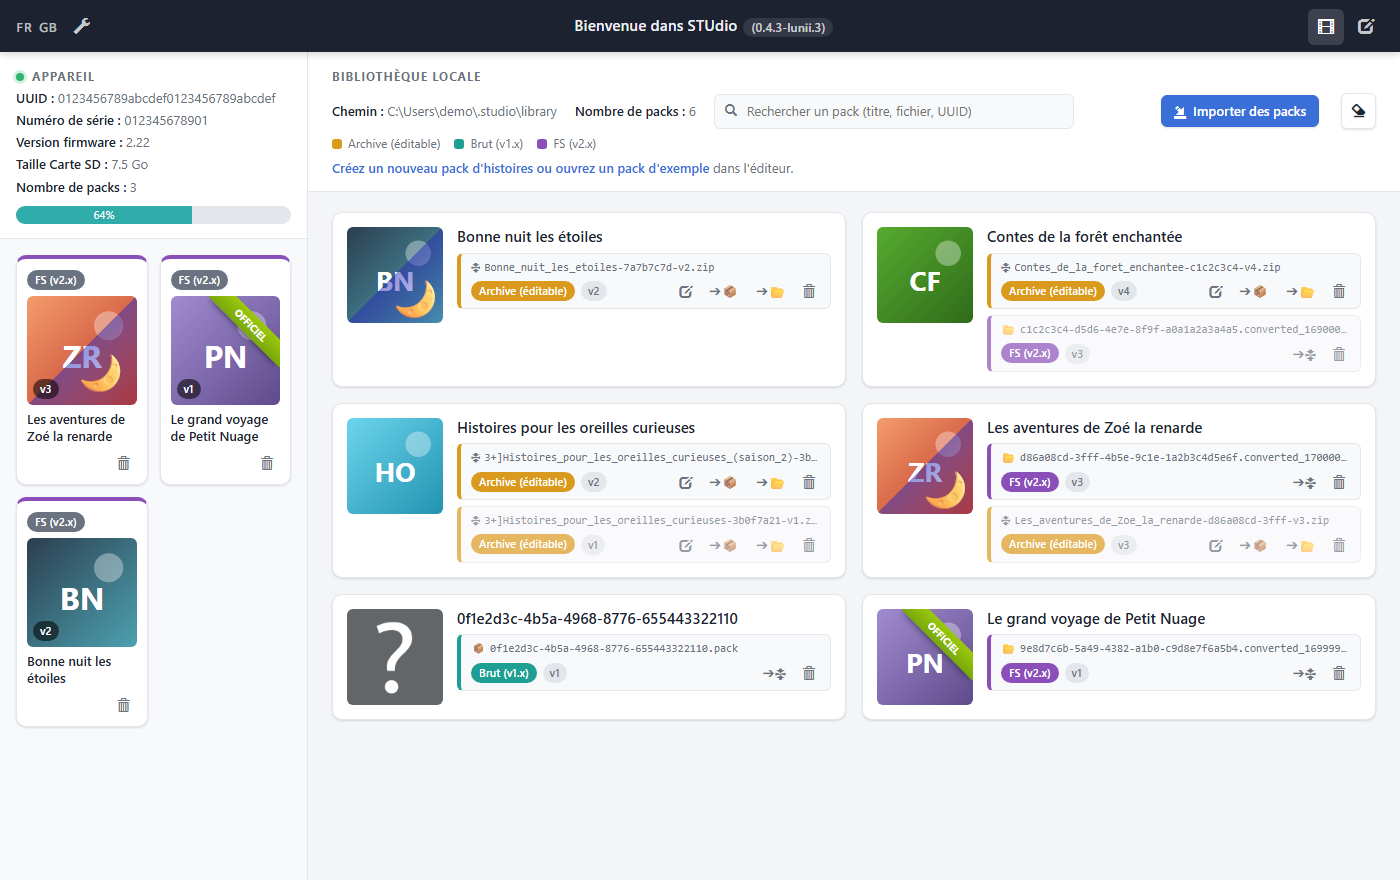 FR GB
Bienvenue dans STUdio (0.4.3-lunii.3)
APPAREIL
UUID : 0123456789abcdef0123456789abcdef
Numéro de série : 012345678901
Version firmware : 2.22
Taille Carte SD : 7.5 Go
Nombre de packs : 3
64%
FS (v2.x)
ZR
v3
Les aventures de
Zoé la renarde
FS (v2.x)
OFFICIEL
PN
v1
Le grand voyage
de Petit Nuage
FS (v2.x)
BN
v2
Bonne nuit les
étoiles
BIBLIOTHÈQUE LOCALE
Chemin : C:\Users\demo\.studio\library Nombre de packs : 6
Rechercher un pack (titre, fichier, UUID)
Importer des packs
Archive (éditable) Brut (v1.x) FS (v2.x)
Créez un nouveau pack d'histoires ou ouvrez un pack d'exemple dans l'éditeur.
BN
Bonne nuit les étoiles
Bonne_nuit_les_etoiles-7a7b7c7d-v2.zip
Archive (éditable) v2
CF
Contes de la forêt enchantée
Contes_de_la_foret_enchantee-c1c2c3c4-v4.zip
Archive (éditable) v4
c1c2c3c4-d5d6-4e7e-8f9f-a0a1a2a3a4a5.converted_169000…
FS (v2.x) v3
HO
Histoires pour les oreilles curieuses
3+]Histoires_pour_les_oreilles_curieuses_(saison_2)-3b…
Archive (éditable) v2
3+]Histoires_pour_les_oreilles_curieuses-3b0f7a21-v1.z…
Archive (éditable) v1
ZR
Les aventures de Zoé la renarde
d86a08cd-3fff-4b5e-9c1e-1a2b3c4d5e6f.converted_170000…
FS (v2.x) v3
Les_aventures_de_Zoe_la_renarde-d86a08cd-3fff-v3.zip
Archive (éditable) v3
?
0f1e2d3c-4b5a-4968-8776-655443322110
0f1e2d3c-4b5a-4968-8776-655443322110.pack
Brut (v1.x) v1
OFFICIEL
PN
Le grand voyage de Petit Nuage
9e8d7c6b-5a49-4382-a1b0-c9d8e7f6a5b4.converted_169999…
FS (v2.x) v1